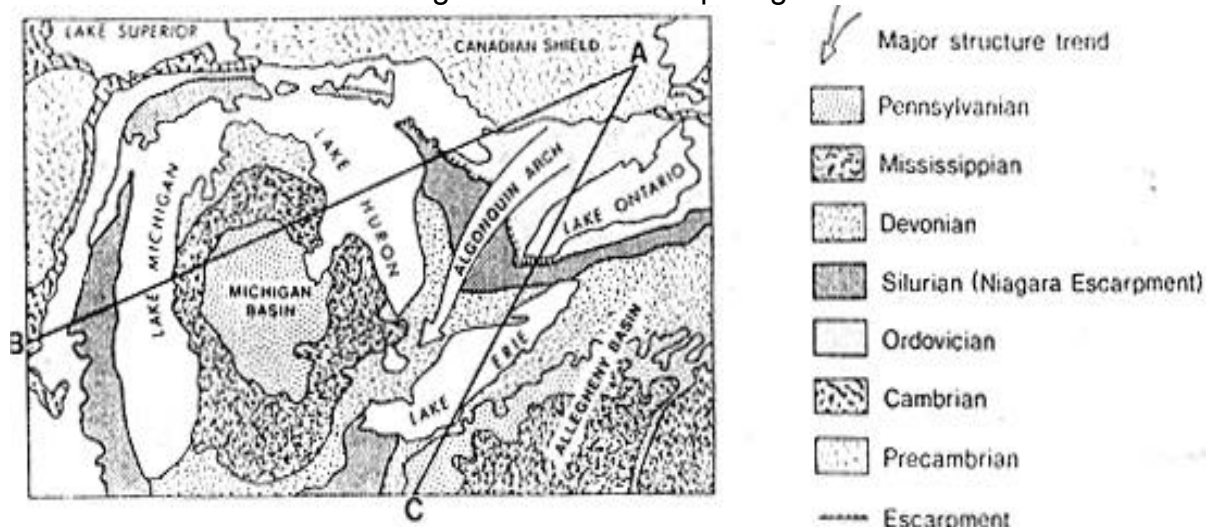 LAKE SUPERIOR
CANADIAN SHIELD
A
LAKE HURON
LAKE MICHIGAN
ALGONQUIN ARCH
LAKE ONTARIO
MICHIGAN BASIN
B
LAKE ERIE
ALLEGHENY BASIN
C
Major structure trend
Pennsylvanian
Mississippian
Devonian
Silurian (Niagara Escarpment)
Ordovician
Cambrian
Precambrian
Escarpment